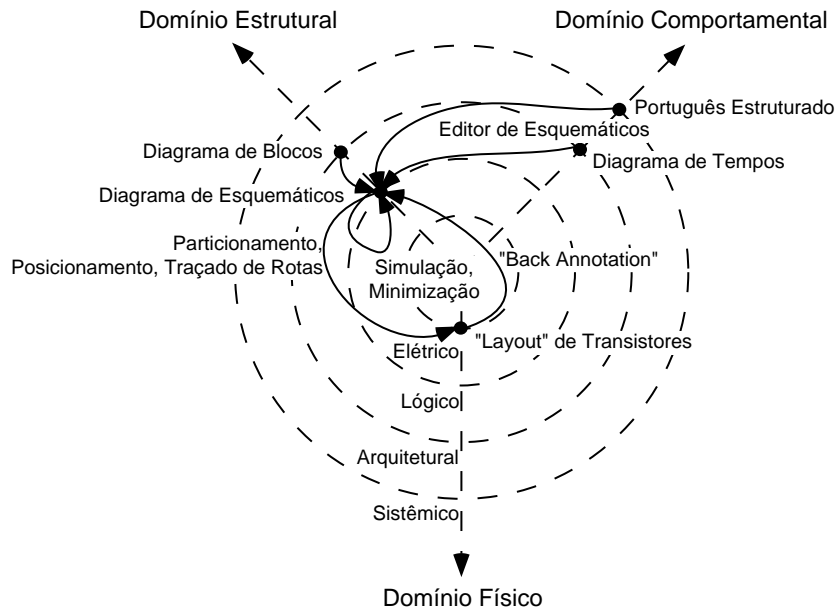 Domínio Estrutural
Domínio Comportamental
Português Estruturado
Editor de Esquemáticos
Diagrama de Blocos
Diagrama de Tempos
Diagrama de Esquemáticos
Particionamento,
Posicionamento, Traçado de Rotas
Simulação,
Minimização
"Back Annotation"
"Layout" de Transistores
Elétrico
Lógico
Arquitetural
Sistêmico
Domínio Físico